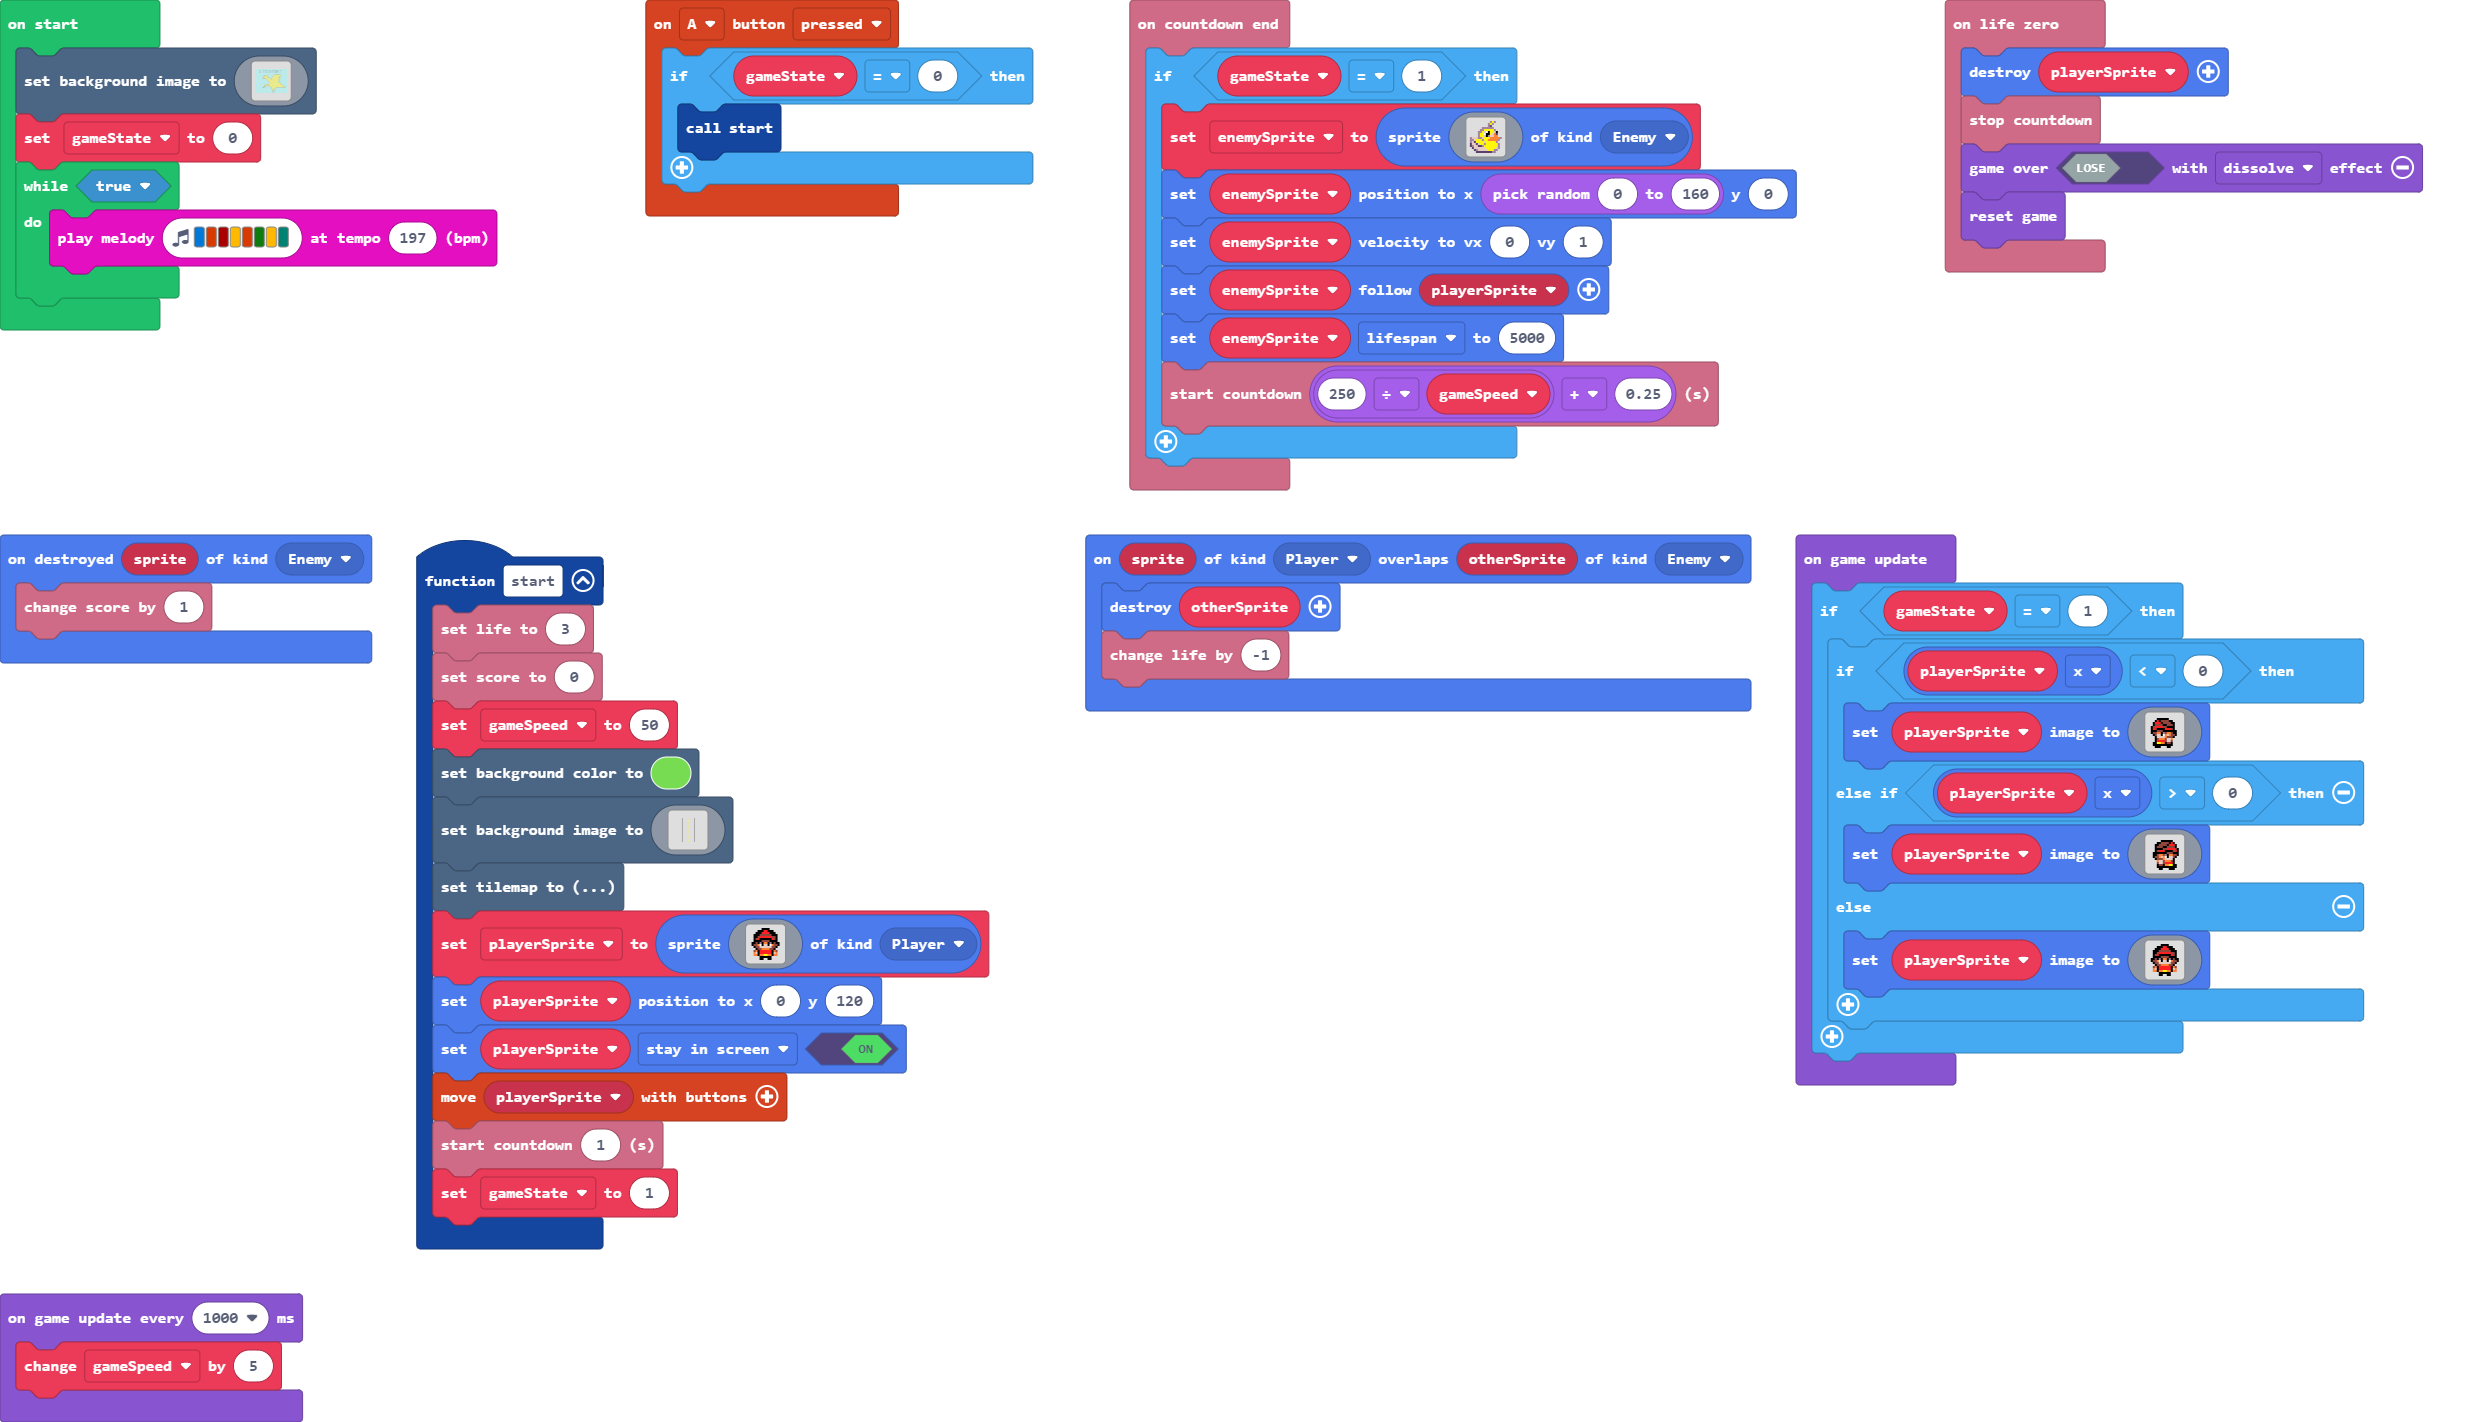 on start
set background image to
set gameState to 0
while true
do
play melody at tempo 197 (bpm)
on A button pressed
if gameState = 0 then
call start
on countdown end
if gameState = 1 then
set enemySprite to sprite of kind Enemy
set enemySprite position to x pick random 0 to 160 y 0
set enemySprite velocity to vx 0 vy 1
set enemySprite follow playerSprite
set enemySprite lifespan to 5000
start countdown 250 ÷ gameSpeed + 0.25 (s)
on life zero
destroy playerSprite
stop countdown
game over LOSE with dissolve effect
reset game
on destroyed sprite of kind Enemy
change score by 1
function start
set life to 3
set score to 0
set gameSpeed to 50
set background color to
set background image to
set tilemap to (...)
set playerSprite to sprite of kind Player
set playerSprite position to x 0 y 120
set playerSprite stay in screen ON
move playerSprite with buttons
start countdown 1 (s)
set gameState to 1
on sprite of kind Player overlaps otherSprite of kind Enemy
destroy otherSprite
change life by -1
on game update
if gameState = 1 then
if playerSprite x < 0 then
set playerSprite image to
else if playerSprite x > 0 then
set playerSprite image to
else
set playerSprite image to
on game update every 1000 ms
change gameSpeed by 5